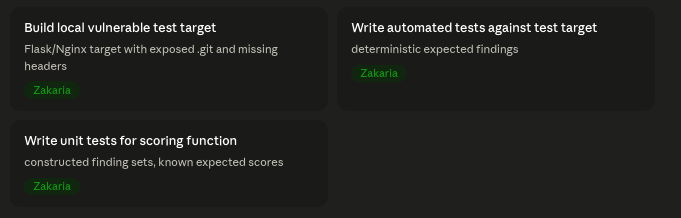 Build local vulnerable test target
Flask/Nginx target with exposed .git and missing
headers
Zakaria
Write automated tests against test target
deterministic expected findings
Zakaria
Write unit tests for scoring function
constructed finding sets, known expected scores
Zakaria